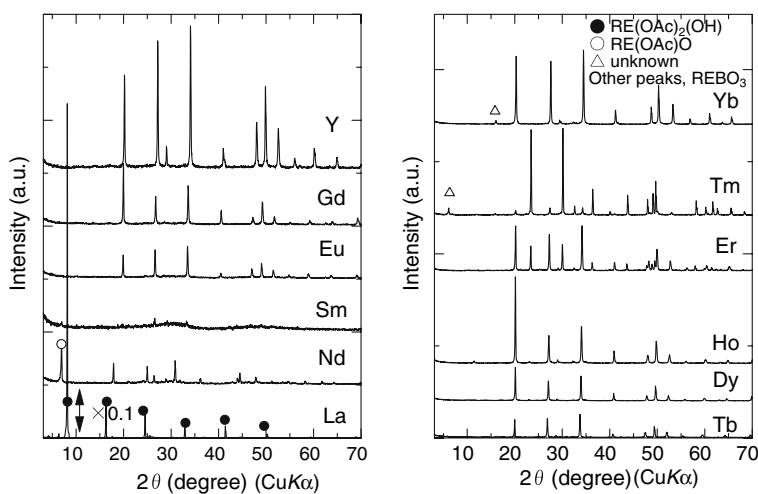 ● RE(OAc)₂(OH)
○ RE(OAc)O
△ unknown
Other peaks, REBO₃
Intensity (a.u.)
Y
Gd
Eu
Sm
Nd
La
×0.1
10 20 30 40 50 60 70
2θ (degree) (CuKα)
Intensity (a.u.)
Yb
Tm
Er
Ho
Dy
Tb
10 20 30 40 50 60 70
2θ (degree) (CuKα)